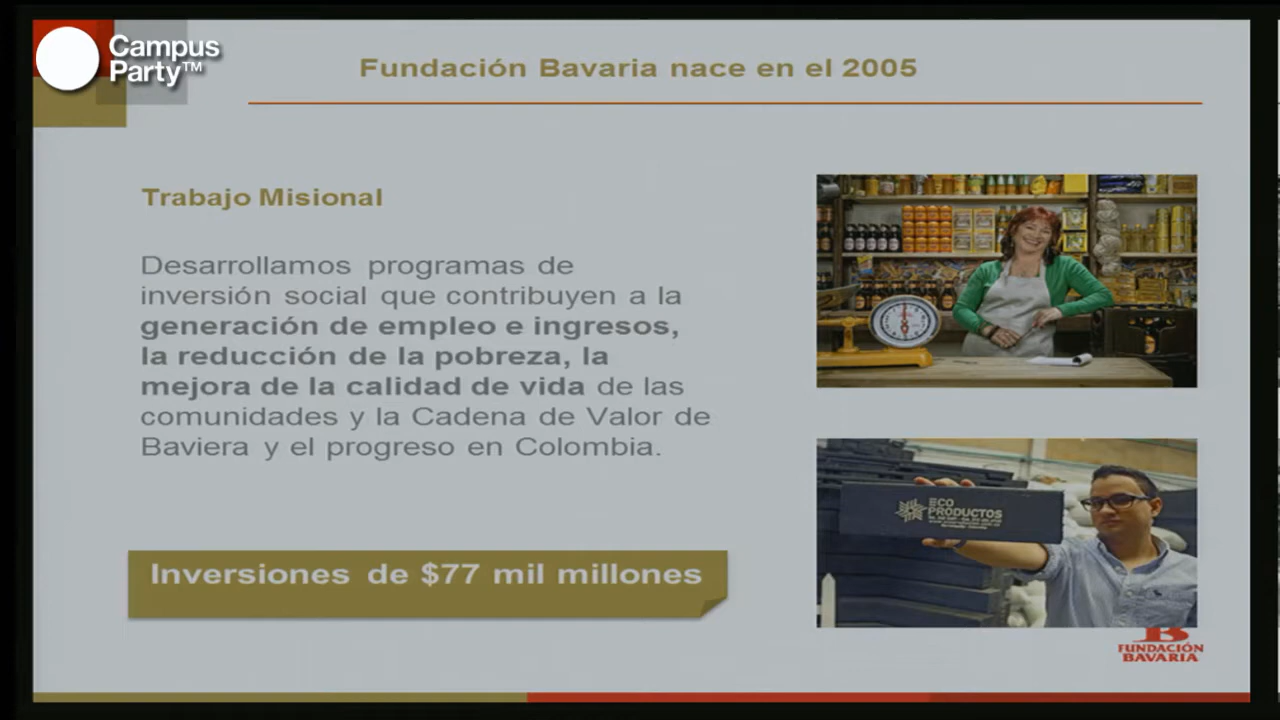 Campus
Party™
Fundación Bavaria nace en el 2005
Trabajo Misional
Desarrollamos programas de
inversión social que contribuyen a la
generación de empleo e ingresos,
la reducción de la pobreza, la
mejora de la calidad de vida de las
comunidades y la Cadena de Valor de
Baviera y el progreso en Colombia.
Inversiones de $77 mil millones
ECO
PRODUCTOS
FUNDACIÓN
BAVARIA